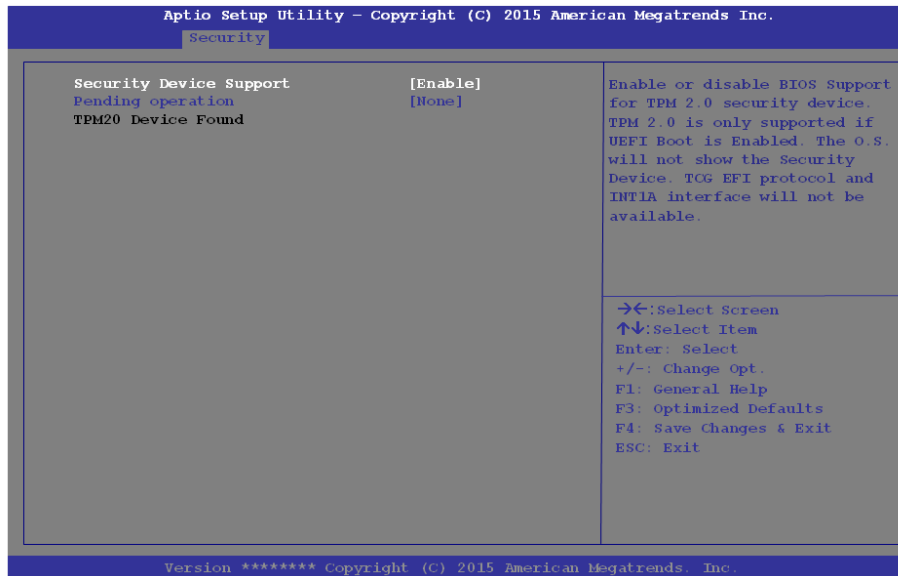 Aptio Setup Utility – Copyright (C) 2015 American Megatrends Inc.
Security
Security Device Support [Enable]
Pending operation [None]
TPM20 Device Found
Enable or disable BIOS Support
for TPM 2.0 security device.
TPM 2.0 is only supported if
UEFI Boot is Enabled. The O.S.
will not show the Security
Device. TCG EFI protocol and
INT1A interface will not be
available.
→←:Select Screen
↑↓:Select Item
Enter: Select
+/-: Change Opt.
F1: General Help
F3: Optimized Defaults
F4: Save Changes & Exit
ESC: Exit
Version ******** Copyright (C) 2015 American Megatrends. Inc.